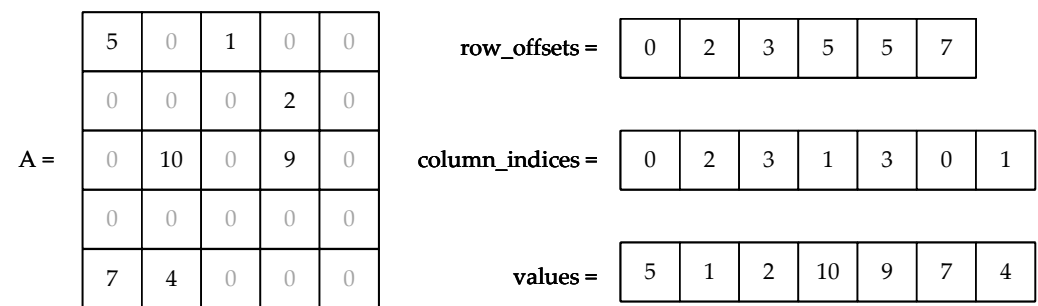 5 0 1 0 0
0 0 0 2 0
A = 0 10 0 9 0
0 0 0 0 0
7 4 0 0 0
row_offsets = 0 2 3 5 5 7
column_indices = 0 2 3 1 3 0 1
values = 5 1 2 10 9 7 4